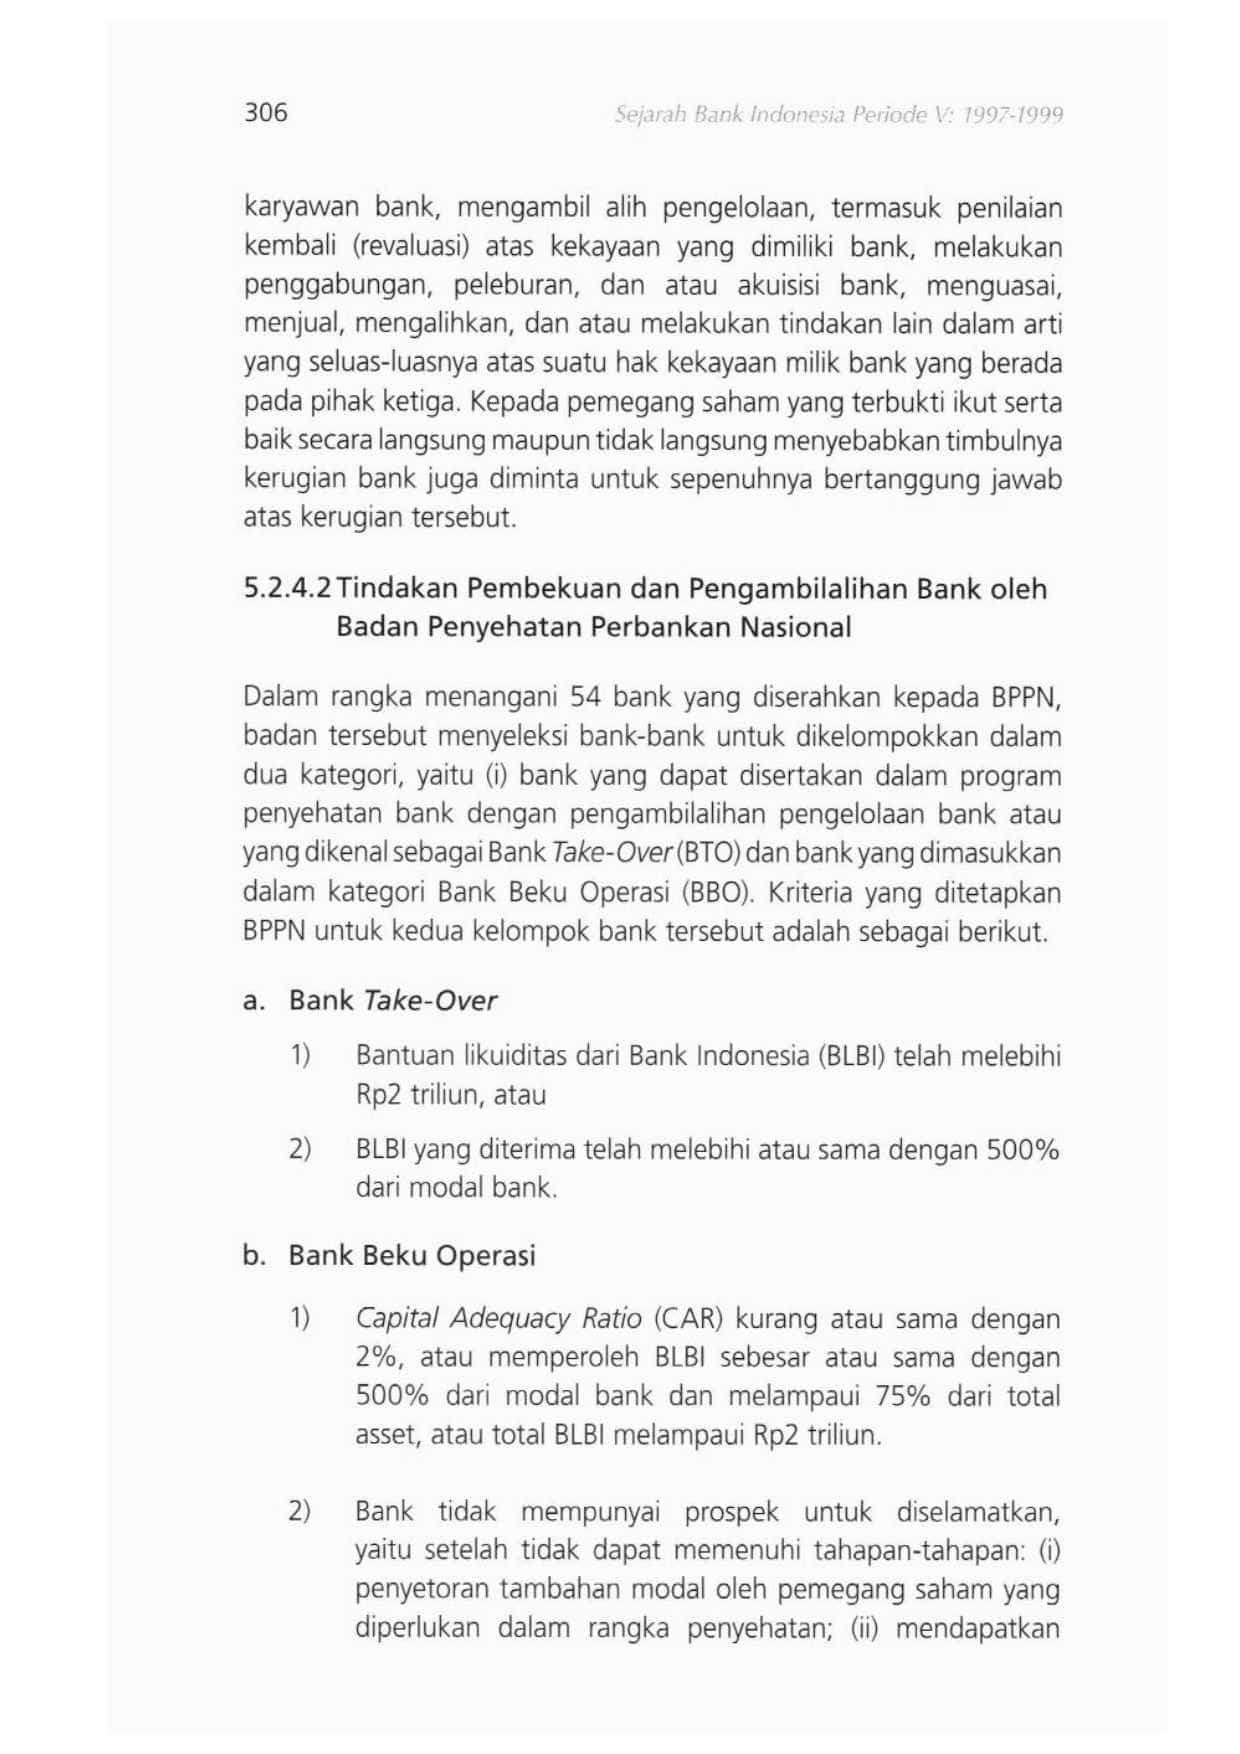 306
Sejarah Bank Indonesia Periode V: 1997-1999
karyawan bank, mengambil alih pengelolaan, termasuk penilaian
kembali (revaluasi) atas kekayaan yang dimiliki bank, melakukan
penggabungan, peleburan, dan atau akuisisi bank, menguasai,
menjual, mengalihkan, dan atau melakukan tindakan lain dalam arti
yang seluas-luasnya atas suatu hak kekayaan milik bank yang berada
pada pihak ketiga. Kepada pemegang saham yang terbukti ikut serta
baik secara langsung maupun tidak langsung menyebabkan timbulnya
kerugian bank juga diminta untuk sepenuhnya bertanggung jawab
atas kerugian tersebut.
5.2.4.2 Tindakan Pembekuan dan Pengambilalihan Bank oleh
Badan Penyehatan Perbankan Nasional
Dalam rangka menangani 54 bank yang diserahkan kepada BPPN,
badan tersebut menyeleksi bank-bank untuk dikelompokkan dalam
dua kategori, yaitu (i) bank yang dapat disertakan dalam program
penyehatan bank dengan pengambilalihan pengelolaan bank atau
yang dikenal sebagai Bank Take-Over (BTO) dan bank yang dimasukkan
dalam kategori Bank Beku Operasi (BBO). Kriteria yang ditetapkan
BPPN untuk kedua kelompok bank tersebut adalah sebagai berikut.
a. Bank Take-Over
1) Bantuan likuiditas dari Bank Indonesia (BLBI) telah melebihi
Rp2 triliun, atau
2) BLBI yang diterima telah melebihi atau sama dengan 500%
dari modal bank.
b. Bank Beku Operasi
1) Capital Adequacy Ratio (CAR) kurang atau sama dengan
2%, atau memperoleh BLBI sebesar atau sama dengan
500% dari modal bank dan melampaui 75% dari total
asset, atau total BLBI melampaui Rp2 triliun.
2) Bank tidak mempunyai prospek untuk diselamatkan,
yaitu setelah tidak dapat memenuhi tahapan-tahapan: (i)
penyetoran tambahan modal oleh pemegang saham yang
diperlukan dalam rangka penyehatan; (ii) mendapatkan